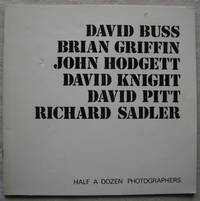 DAVID BUSS
BRIAN GRIFFIN
JOHN HODGETT
DAVID KNIGHT
DAVID PITT
RICHARD SADLER
HALF A DOZEN PHOTOGRAPHERS